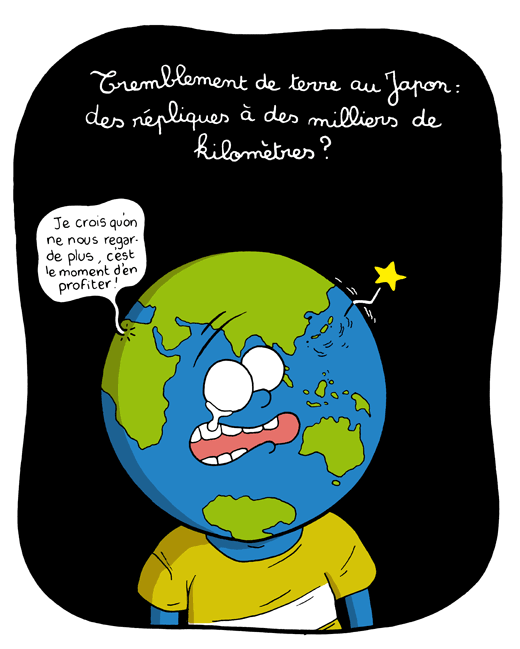 Tremblement de terre au Japon :
des répliques à des milliers de
kilomètres ?
Je crois qu'on
ne nous regar-
de plus, c'est
le moment d'en
profiter !